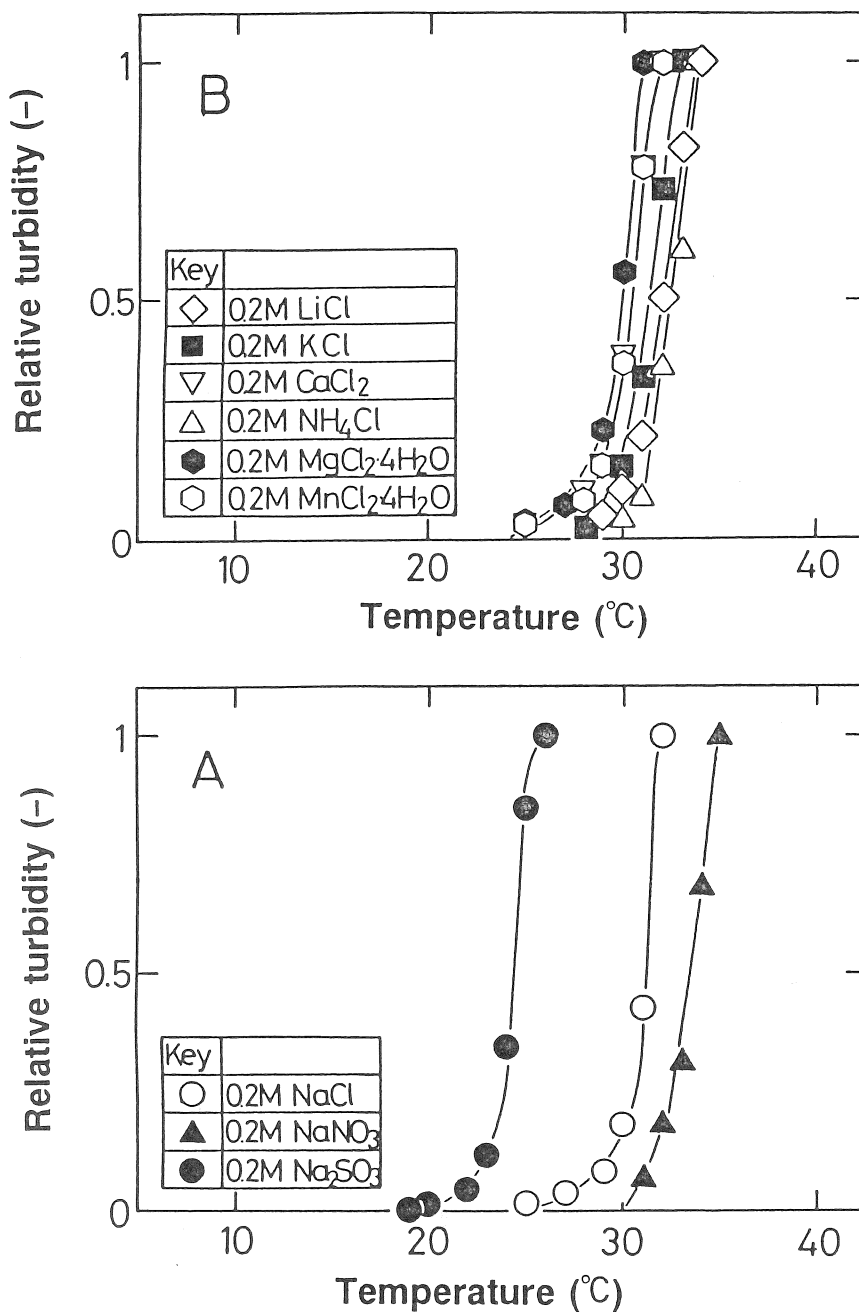 B
Relative turbidity (-)
1
0.5
0
Key
0.2M LiCl
0.2M KCl
0.2M CaCl₂
0.2M NH₄Cl
0.2M MgCl₂·4H₂O
0.2M MnCl₂·4H₂O
10 20 30 40
Temperature (°C)
A
Relative turbidity (-)
1
0.5
0
Key
0.2M NaCl
0.2M NaNO₃
0.2M Na₂SO₃
10 20 30 40
Temperature (°C)